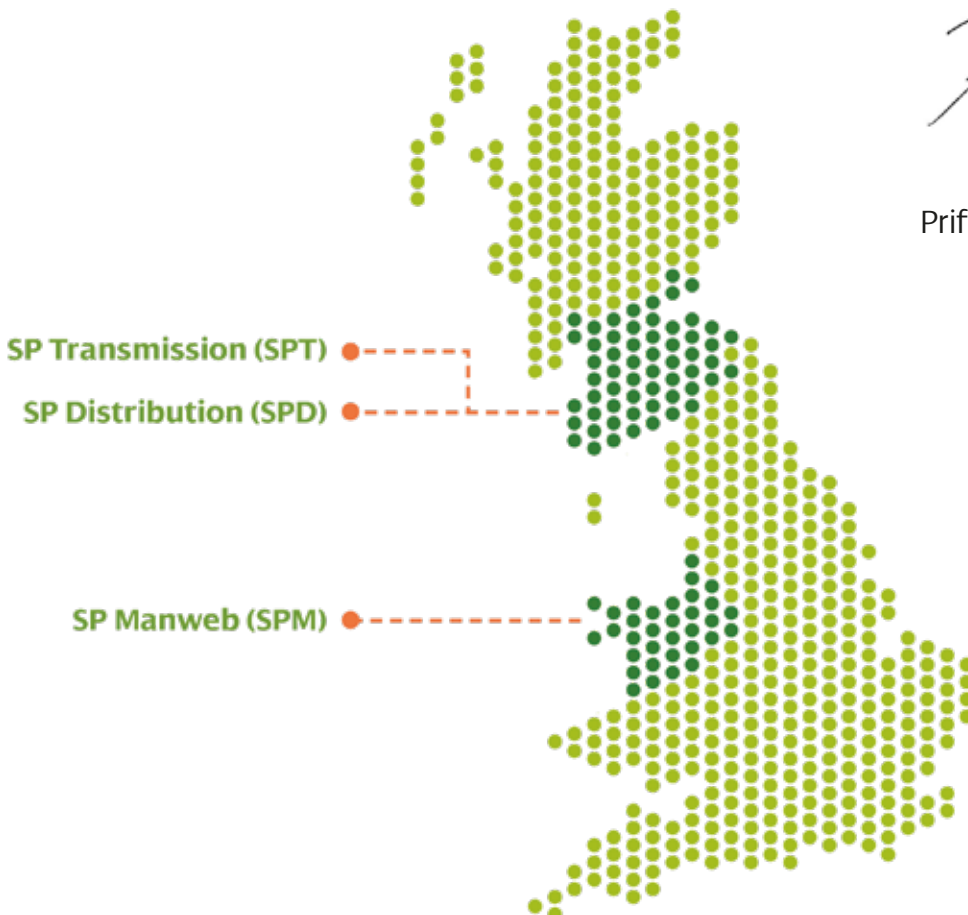 Prif
SP Transmission (SPT)
SP Distribution (SPD)
SP Manweb (SPM)